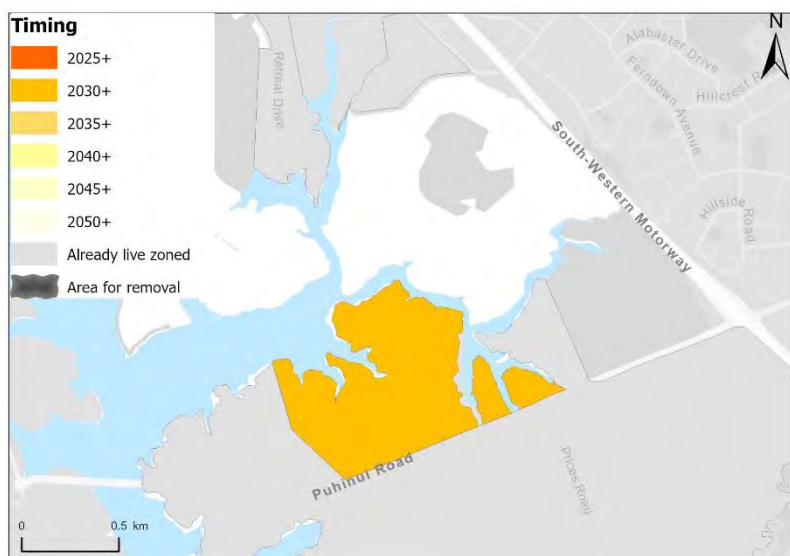 Timing
2025+
2030+
2035+
2040+
2045+
2050+
Already live zoned
Area for removal
N
Retreat Drive
Alabaster Drive
Ferndown Avenue
Hillcrest R
South-Western Motorway
Hillside
Road
Puhinui Road
Prices Road
0 0.5 km